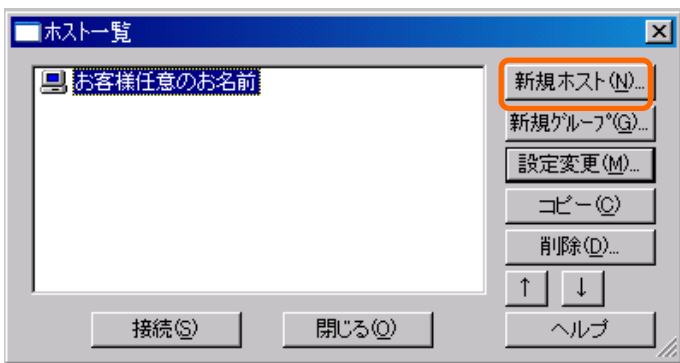 ホスト一覧
お客様任意のお名前
新規ホスト(N)...
新規ｸﾞﾙｰﾌﾟ(G)...
設定変更(M)...
コピー(C)
削除(D)...
↑ ↓
接続(S) 閉じる(O) ヘルプ